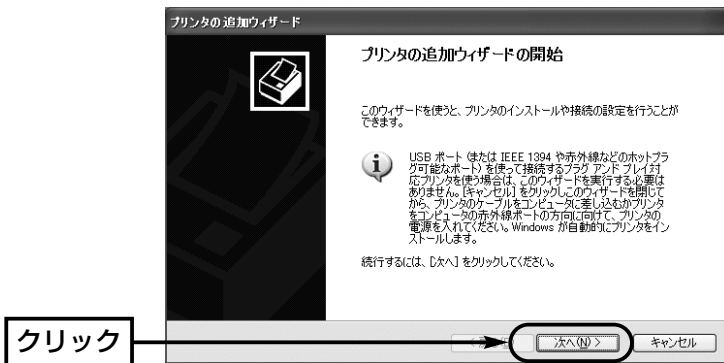 プリンタの追加ウィザード
プリンタの追加ウィザードの開始
このウィザードを使うと、プリンタのインストールや接続の設定を行うことが
できます。
USB ポート (または IEEE 1394 や赤外線などのホットプラ
グ可能なポート) を使って接続するプラグ アンド プレイ対
応プリンタを使う場合は、このウィザードを実行する必要は
ありません。[キャンセル] をクリックしこのウィザードを閉じて
から、プリンタのケーブルをコンピュータに差し込むかプリンタ
をコンピュータの赤外線ポートの方向に向けて、プリンタの
電源を入れてください。Windows が自動的にプリンタをイン
ストールします。
続行するには、[次へ] をクリックしてください。
クリック
次へ(N) >
キャンセル